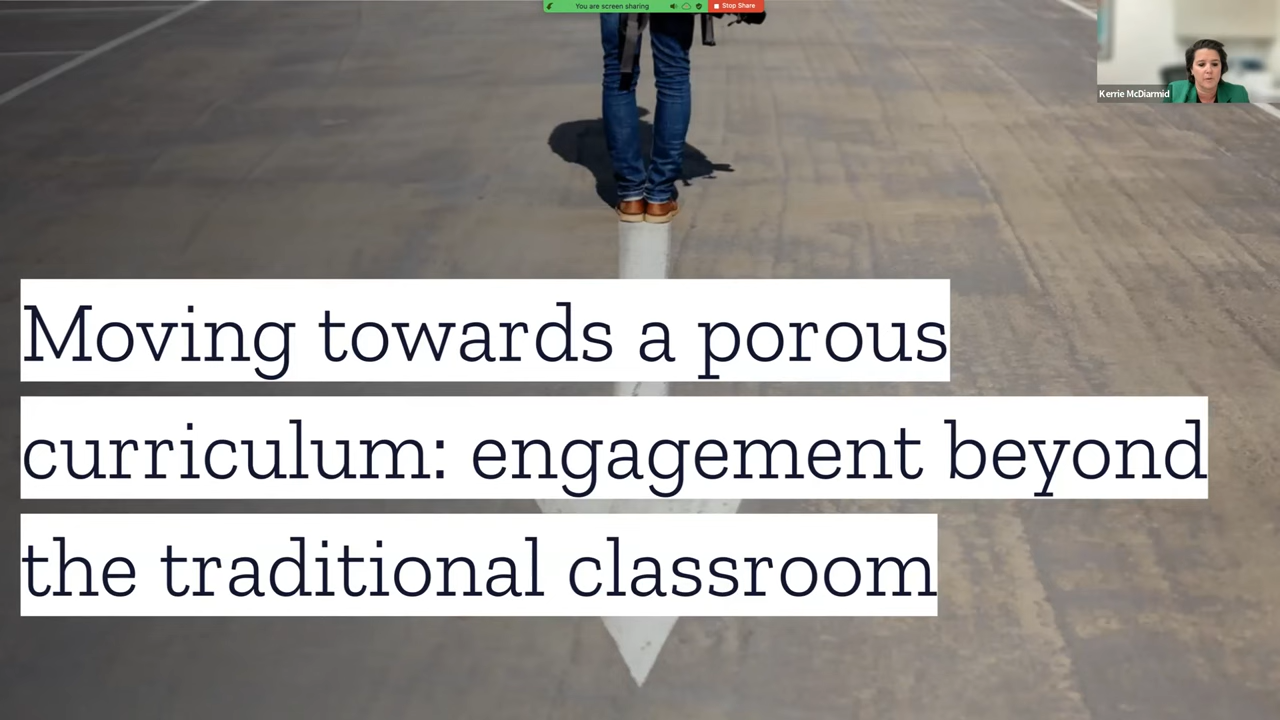 You are screen sharing
Stop Share
Kerrie McDiarmid
Moving towards a porous
curriculum: engagement beyond
the traditional classroom